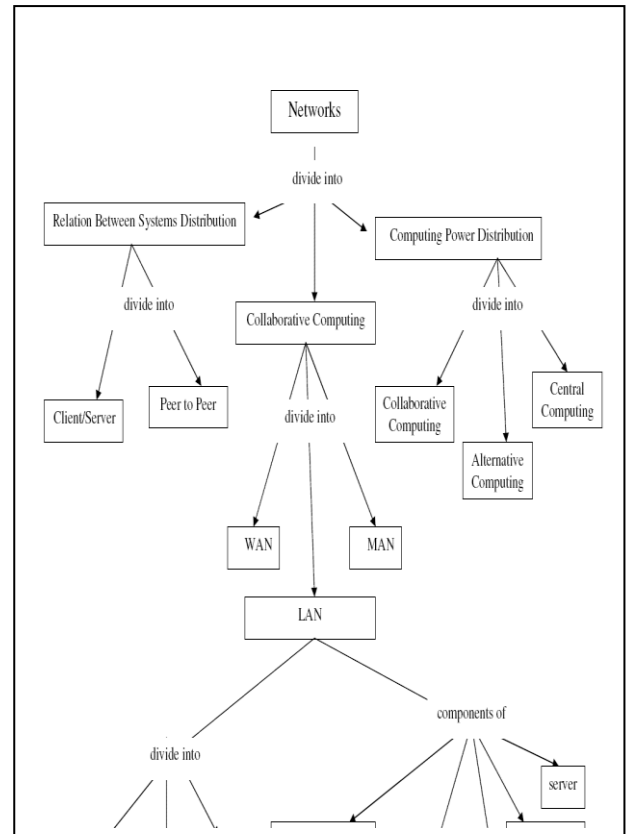 Networks
divide into
Relation Between Systems Distribution
Computing Power Distribution
divide into
Collaborative Computing
divide into
Client/Server
Peer to Peer
divide into
Collaborative
Computing
Central
Computing
Alternative
Computing
WAN
MAN
LAN
components of
divide into
server